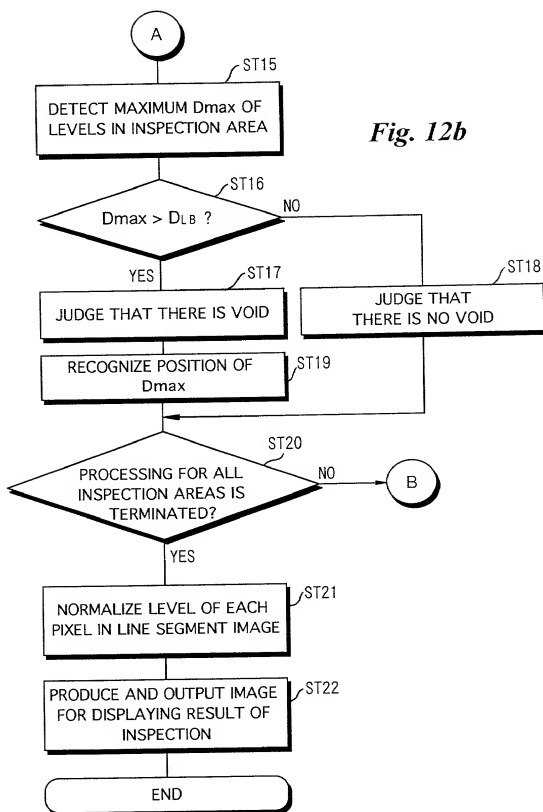 A
ST15
DETECT MAXIMUM Dmax OF
LEVELS IN INSPECTION AREA
Fig. 12b
ST16
Dmax > DLB ?
NO
YES
ST17
JUDGE THAT THERE IS VOID
ST18
JUDGE THAT
THERE IS NO VOID
RECOGNIZE POSITION OF
Dmax
ST19
ST20
PROCESSING FOR ALL
INSPECTION AREAS IS
TERMINATED?
NO
B
YES
ST21
NORMALIZE LEVEL OF EACH
PIXEL IN LINE SEGMENT IMAGE
ST22
PRODUCE AND OUTPUT IMAGE
FOR DISPLAYING RESULT OF
INSPECTION
END